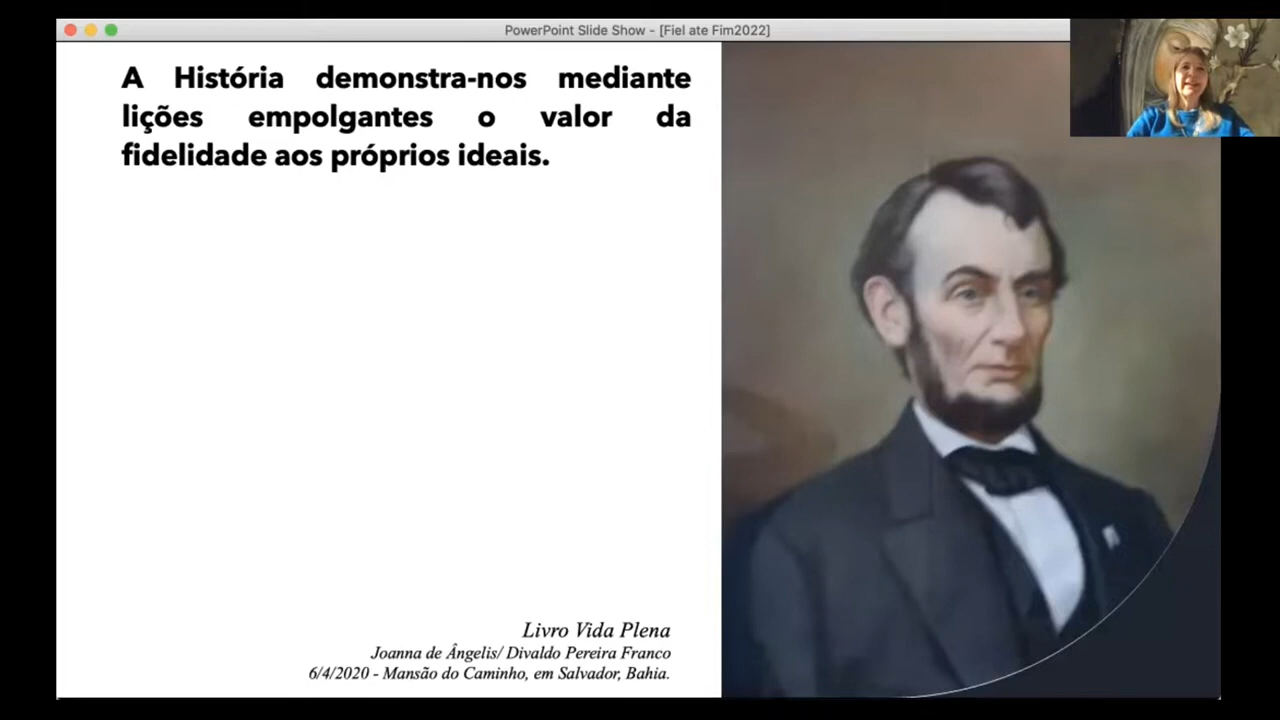 PowerPoint Slide Show - [Fiel ate Fim2022]
A História demonstra-nos mediante
lições empolgantes o valor da
fidelidade aos próprios ideais.
Livro Vida Plena
Joanna de Ângelis/ Divaldo Pereira Franco
6/4/2020 - Mansão do Caminho, em Salvador, Bahia.